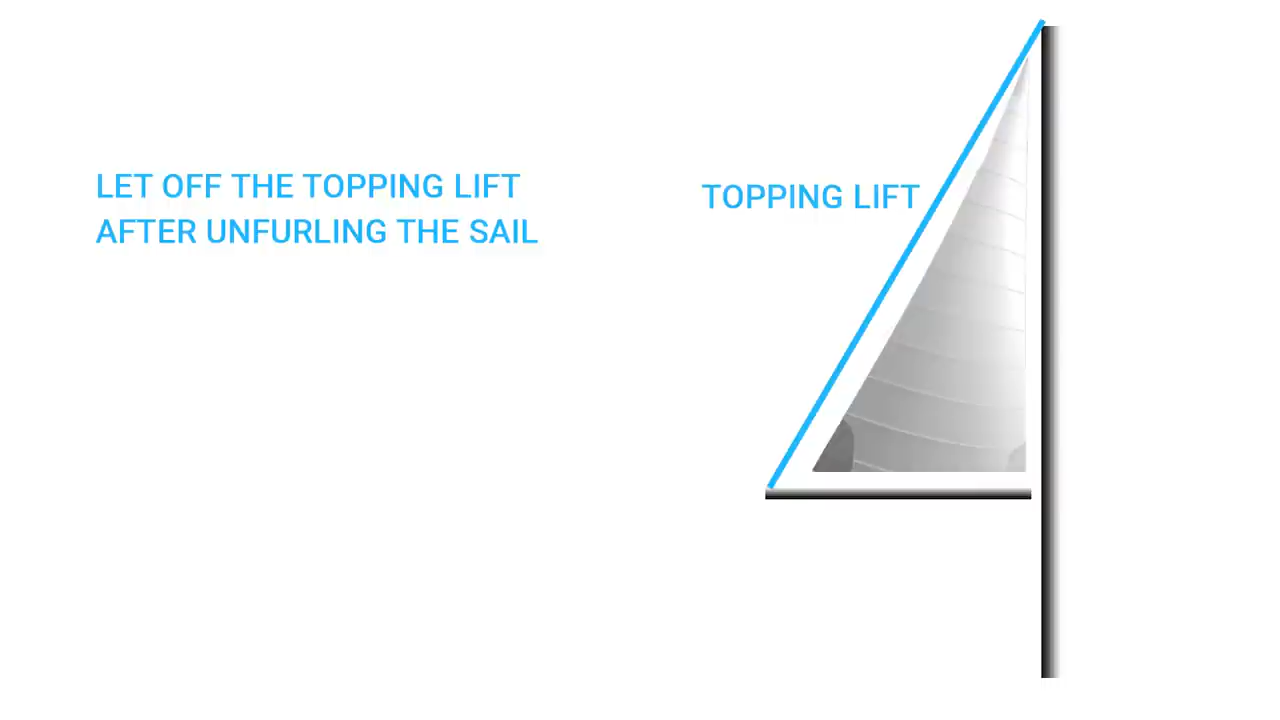 LET OFF THE TOPPING LIFT
AFTER UNFURLING THE SAIL
TOPPING LIFT